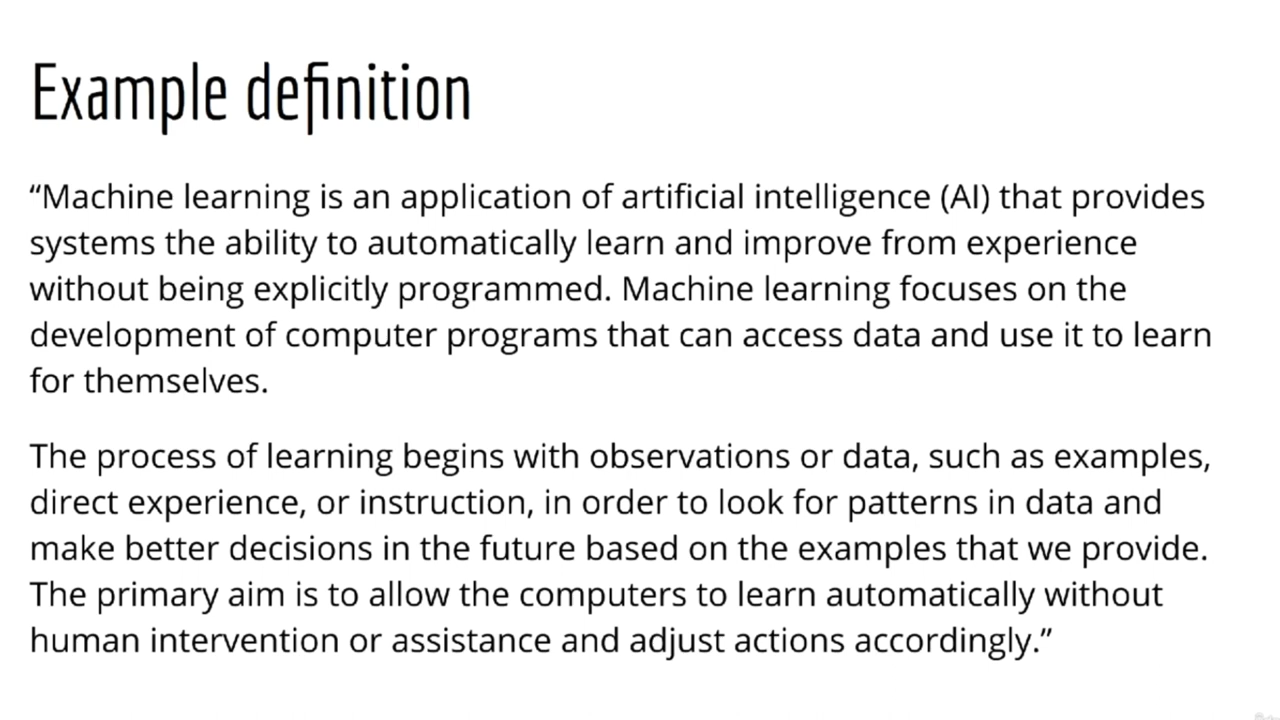 Example definition
“Machine learning is an application of artificial intelligence (AI) that provides
systems the ability to automatically learn and improve from experience
without being explicitly programmed. Machine learning focuses on the
development of computer programs that can access data and use it to learn
for themselves.
The process of learning begins with observations or data, such as examples,
direct experience, or instruction, in order to look for patterns in data and
make better decisions in the future based on the examples that we provide.
The primary aim is to allow the computers to learn automatically without
human intervention or assistance and adjust actions accordingly.”